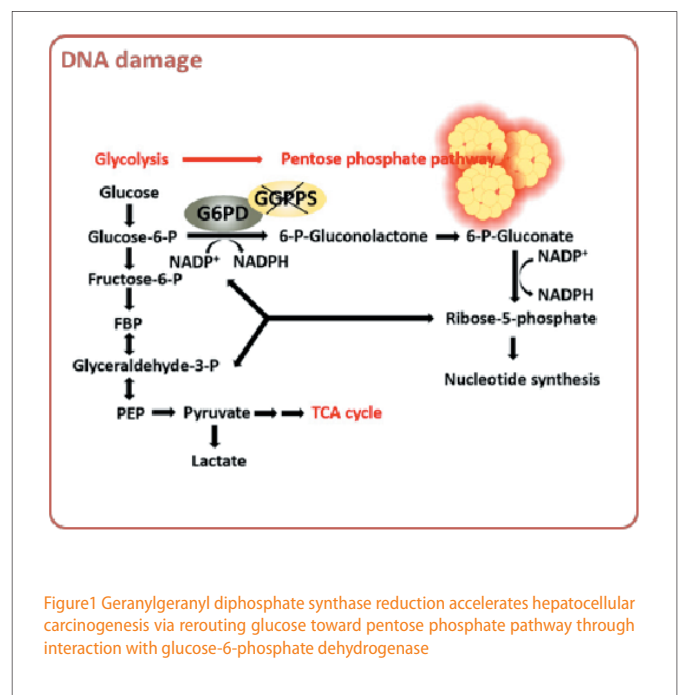 DNA damage
Glycolysis
Pentose phosphate pathway
Glucose
G6PD
GGPPS
Glucose-6-P
6-P-Gluconolactone
6-P-Gluconate
NADP⁺
NADPH
NADP⁺
NADPH
Fructose-6-P
FBP
Ribose-5-phosphate
Glyceraldehyde-3-P
Nucleotide synthesis
PEP
Pyruvate
TCA cycle
Lactate
Figure1 Geranylgeranyl diphosphate synthase reduction accelerates hepatocellular
carcinogenesis via rerouting glucose toward pentose phosphate pathway through
interaction with glucose-6-phosphate dehydrogenase